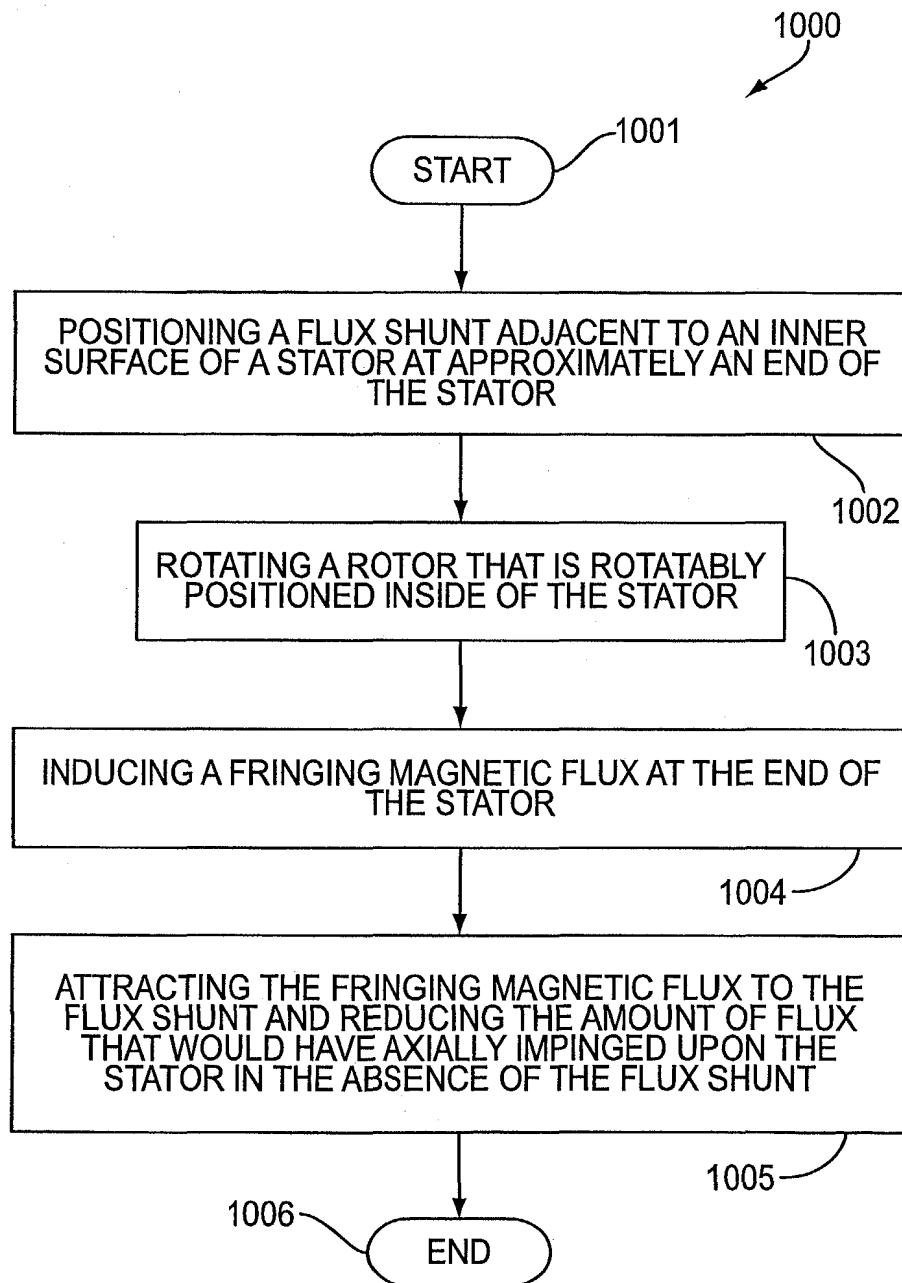 1000
1001
START
POSITIONING A FLUX SHUNT ADJACENT TO AN INNER
SURFACE OF A STATOR AT APPROXIMATELY AN END OF
THE STATOR
1002
ROTATING A ROTOR THAT IS ROTATABLY
POSITIONED INSIDE OF THE STATOR
1003
INDUCING A FRINGING MAGNETIC FLUX AT THE END OF
THE STATOR
1004
ATTRACTING THE FRINGING MAGNETIC FLUX TO THE
FLUX SHUNT AND REDUCING THE AMOUNT OF FLUX
THAT WOULD HAVE AXIALLY IMPINGED UPON THE
STATOR IN THE ABSENCE OF THE FLUX SHUNT
1005
1006
END